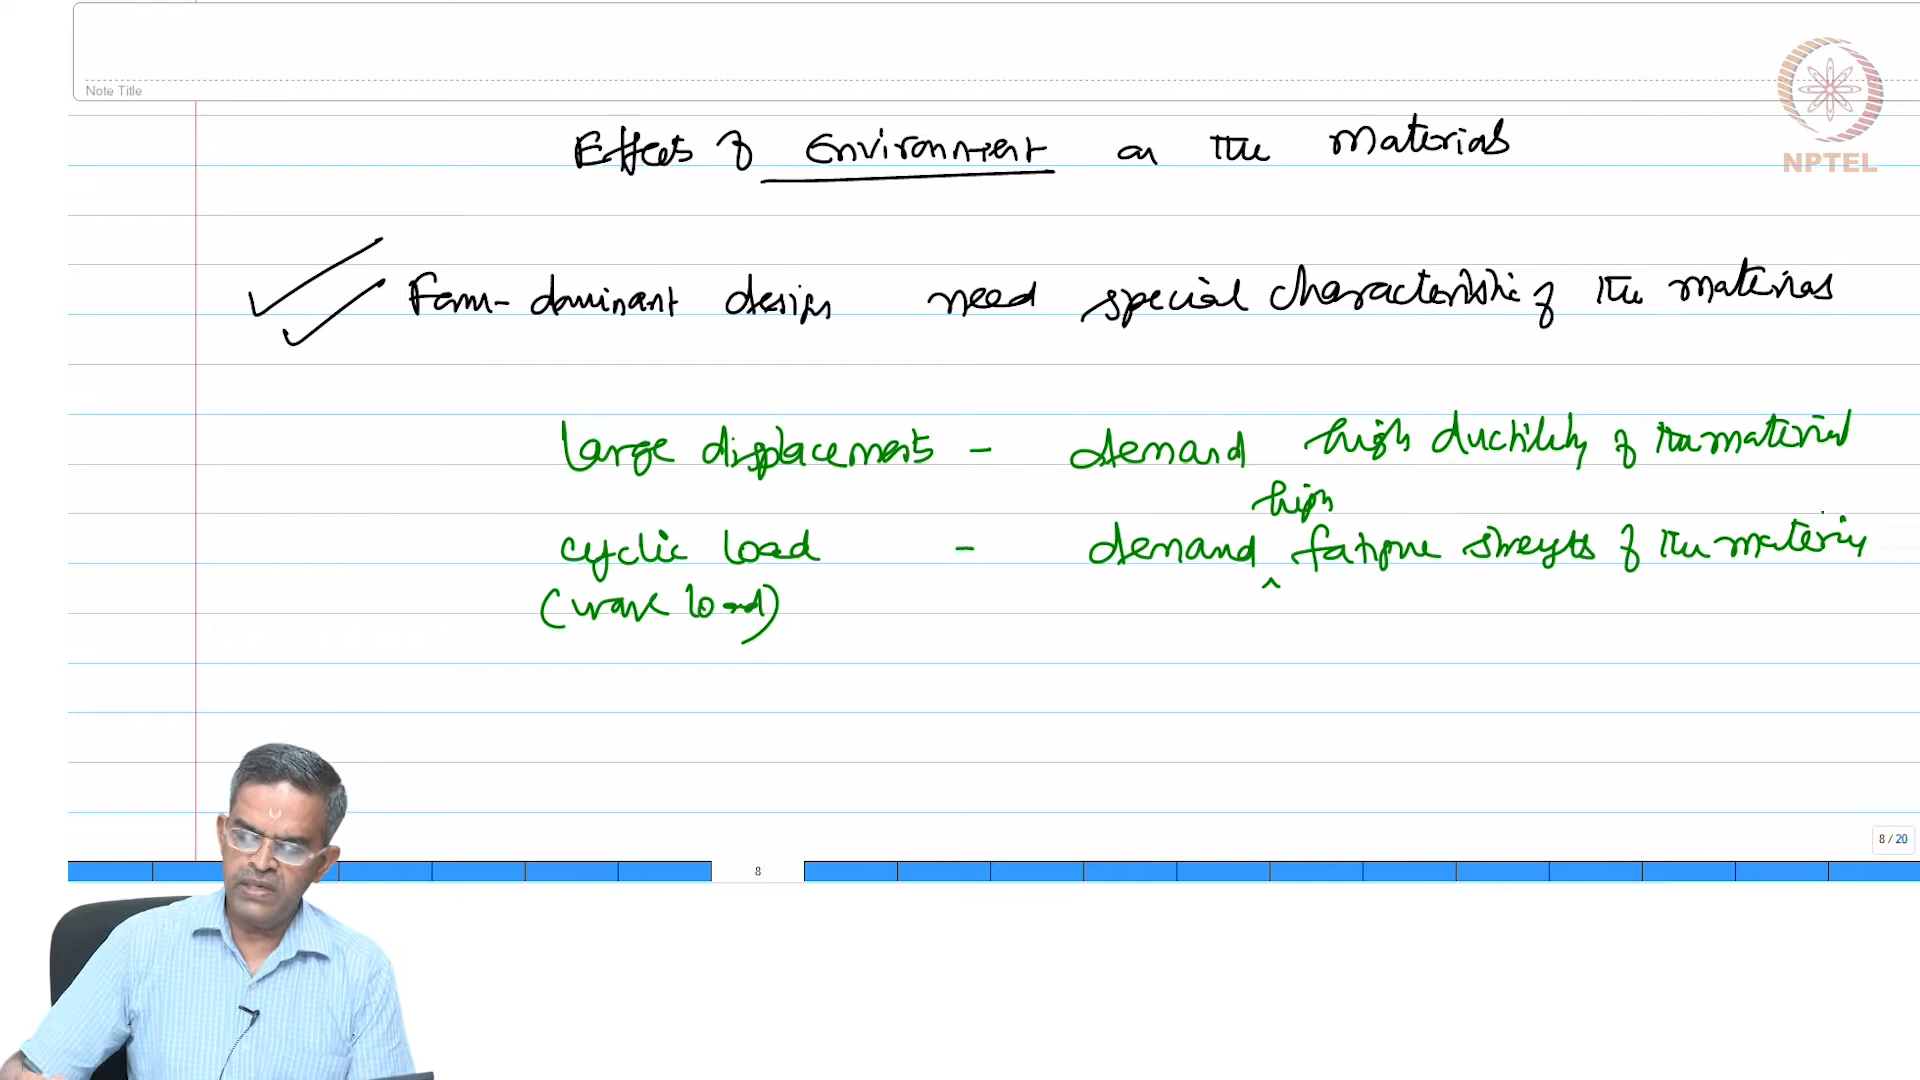 Note Title
NPTEL
Effects of Environment on the Materials
Form-dominant design need special characteristic of the materials
large displacements - demand high ductility of the material
high
cyclic load - demand ^ fatigue strength of the material
(wave load)
8 / 20
8